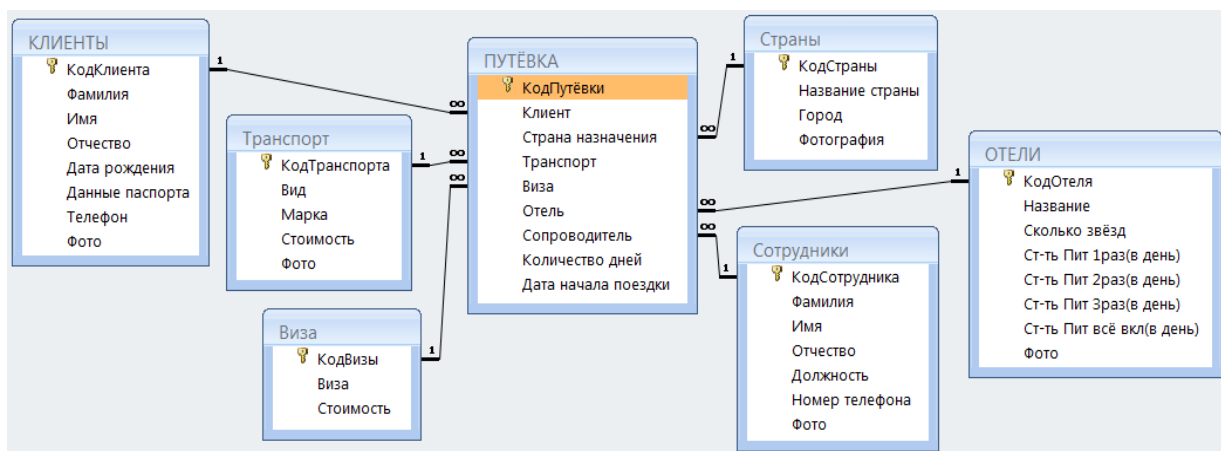 КЛИЕНТЫ
КодКлиента
Фамилия
Имя
Отчество
Дата рождения
Данные паспорта
Телефон
Фото
1
∞
Транспорт
КодТранспорта
Вид
Марка
Стоимость
Фото
1
∞
Виза
КодВизы
Виза
Стоимость
1
∞
ПУТЁВКА
КодПутёвки
Клиент
Страна назначения
Транспорт
Виза
Отель
Сопроводитель
Количество дней
Дата начала поездки
Страны
КодСтраны
Название страны
Город
Фотография
1
∞
Сотрудники
КодСотрудника
Фамилия
Имя
Отчество
Должность
Номер телефона
Фото
1
∞
ОТЕЛИ
КодОтеля
Название
Сколько звёзд
Ст-ть Пит 1раз(в день)
Ст-ть Пит 2раз(в день)
Ст-ть Пит 3раз(в день)
Ст-ть Пит всё вкл(в день)
Фото
1
∞